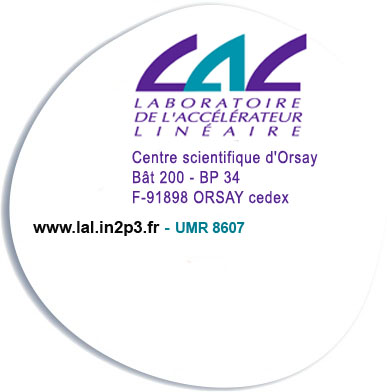 LAL
LABORATOIRE
DE L'ACCÉLÉRATEUR
LINÉAIRE
Centre scientifique d'Orsay
Bât 200 - BP 34
F-91898 ORSAY cedex
www.lal.in2p3.fr - UMR 8607